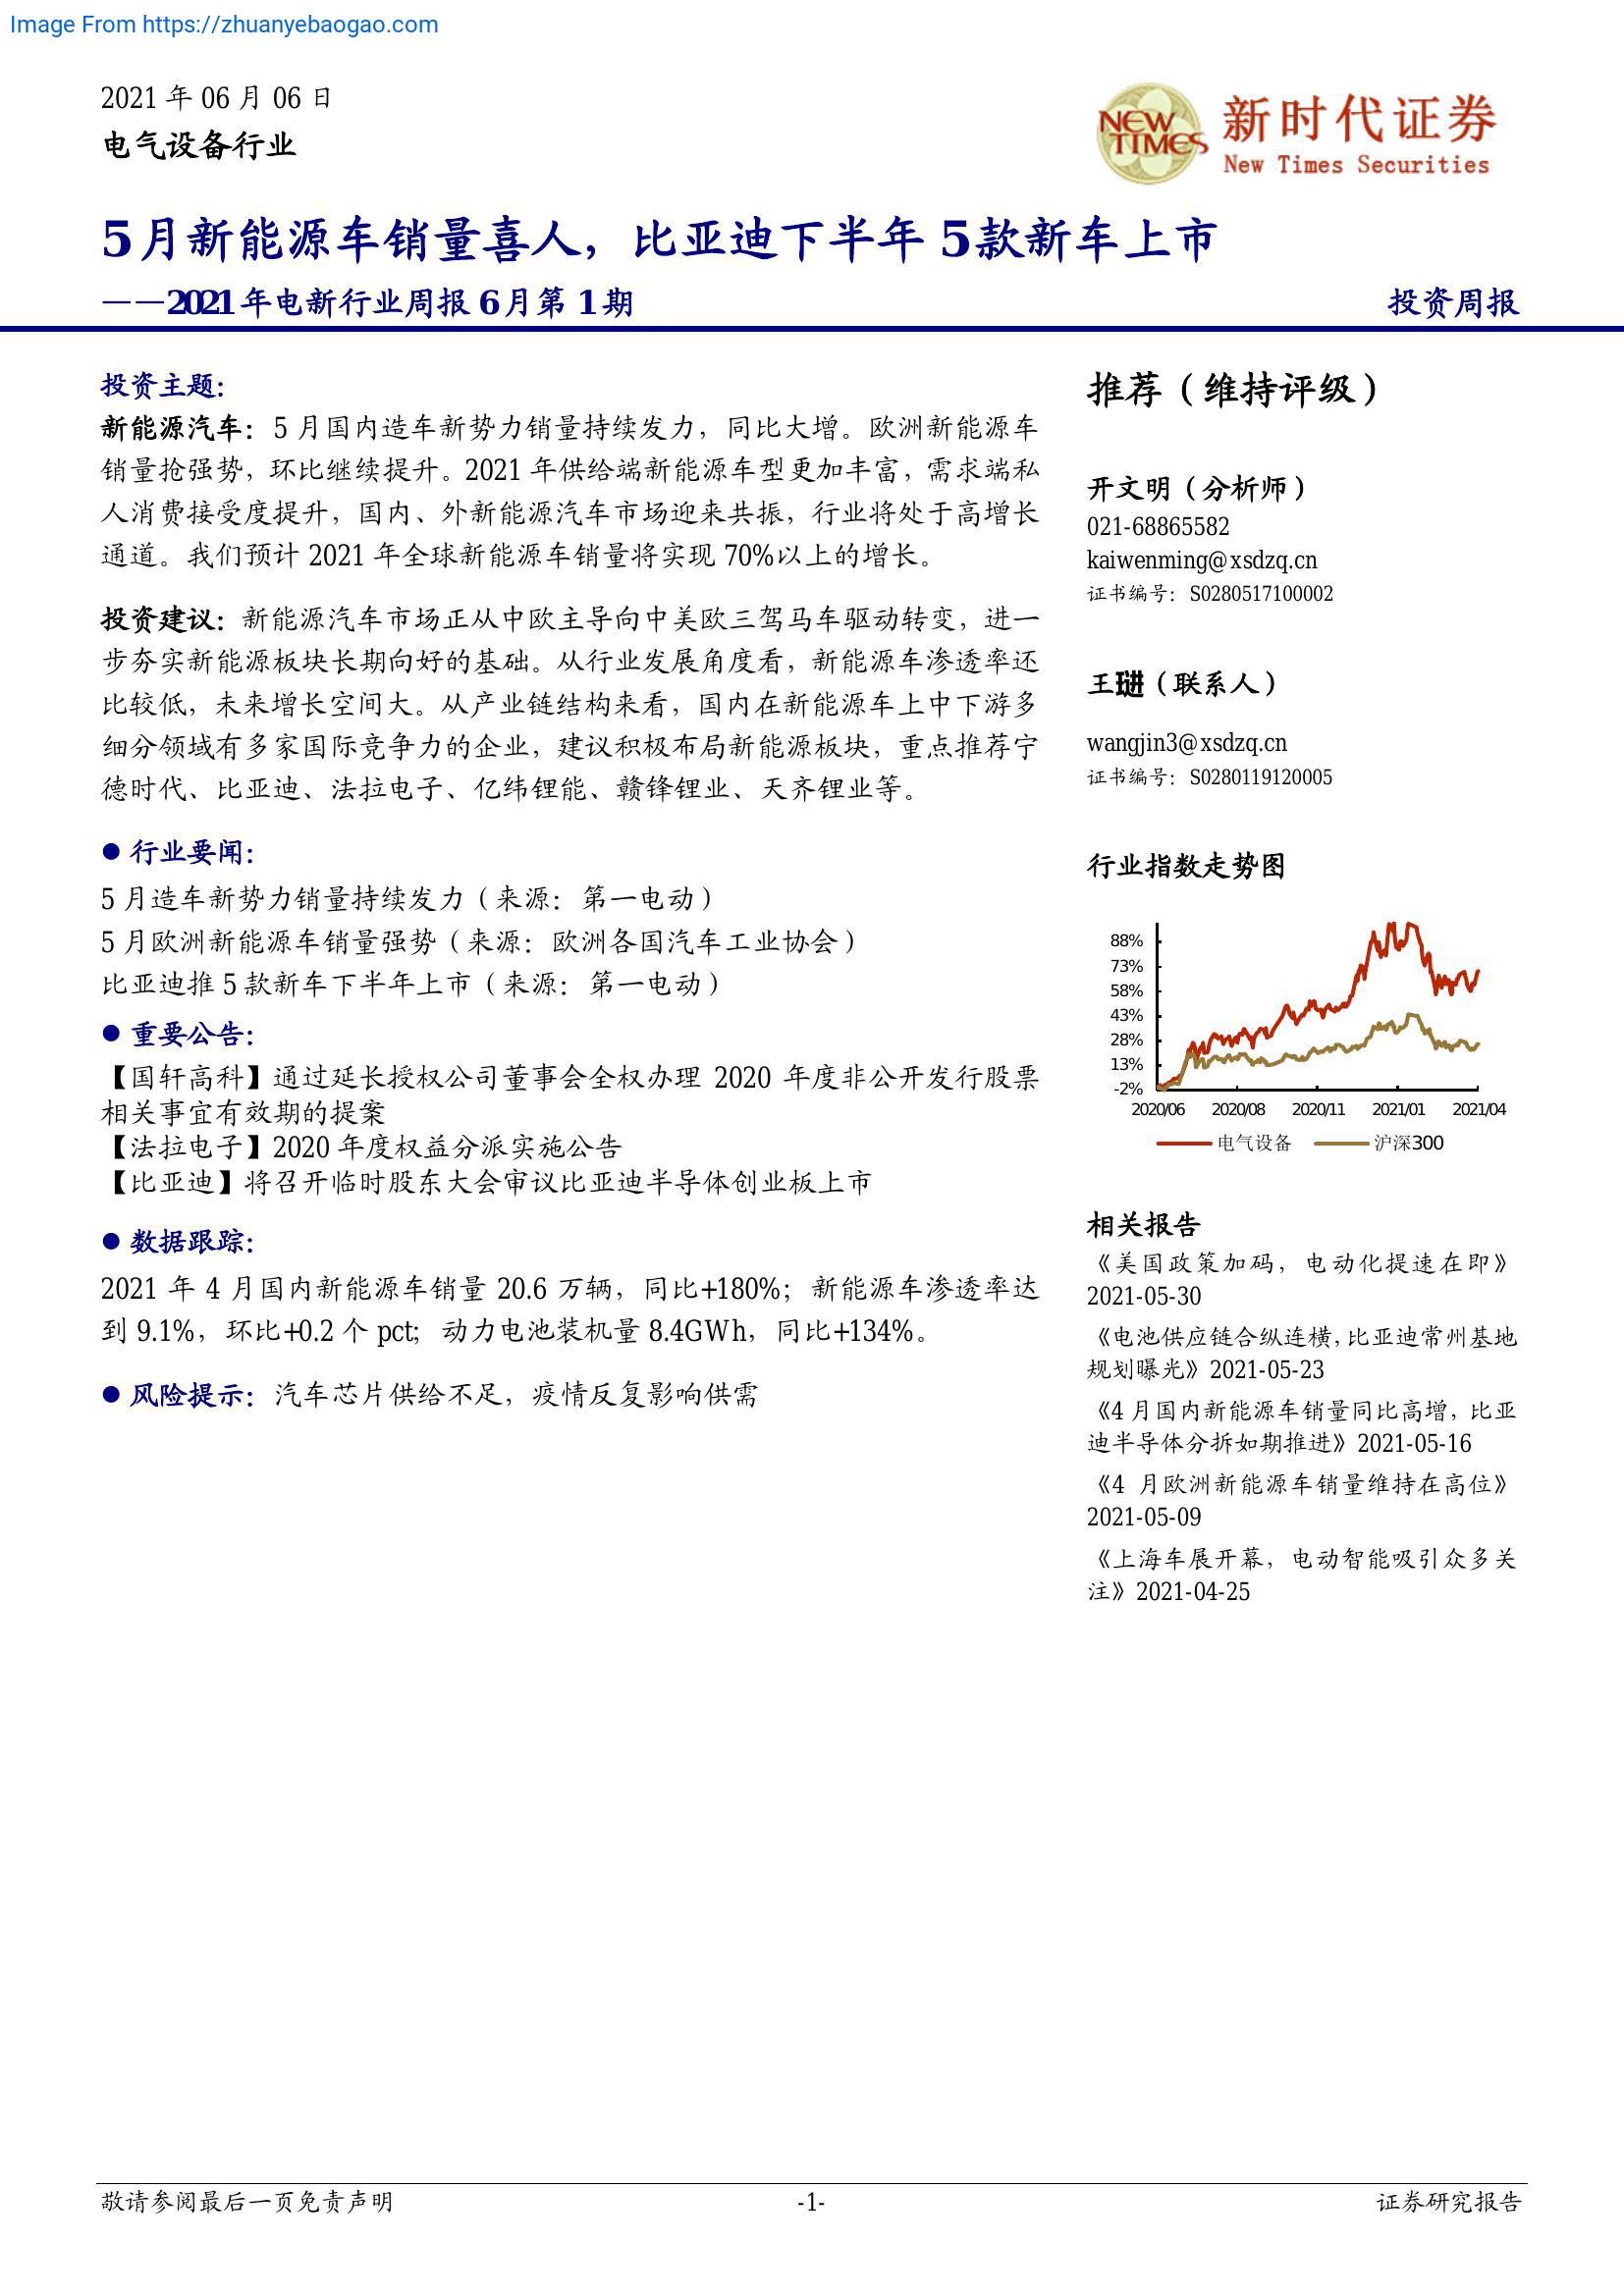 Image From https://zhuanyebaogao.com
2021 年 06 月 06 日
电气设备行业
NEW TIMES
新时代证券
New Times Securities
5月新能源车销量喜人，比亚迪下半年 5款新车上市
——2021年电新行业周报6月第 1期
投资周报
投资主题：
新能源汽车：5 月国内造车新势力销量持续发力，同比大增。欧洲新能源车
销量抢强势，环比继续提升。2021 年供给端新能源车型更加丰富，需求端私
人消费接受度提升，国内、外新能源汽车市场迎来共振，行业将处于高增长
通道。我们预计 2021 年全球新能源车销量将实现 70%以上的增长。
投资建议：新能源汽车市场正从中欧主导向中美欧三驾马车驱动转变，进一
步夯实新能源板块长期向好的基础。从行业发展角度看，新能源车渗透率还
比较低，未来增长空间大。从产业链结构来看，国内在新能源车上中下游多
细分领域有多家国际竞争力的企业，建议积极布局新能源板块，重点推荐宁
德时代、比亚迪、法拉电子、亿纬锂能、赣锋锂业、天齐锂业等。
● 行业要闻：
5 月造车新势力销量持续发力（来源：第一电动）
5 月欧洲新能源车销量强势（来源：欧洲各国汽车工业协会）
比亚迪推 5 款新车下半年上市（来源：第一电动）
● 重要公告：
【国轩高科】通过延长授权公司董事会全权办理 2020 年度非公开发行股票
相关事宜有效期的提案
【法拉电子】2020 年度权益分派实施公告
【比亚迪】将召开临时股东大会审议比亚迪半导体创业板上市
● 数据跟踪：
2021 年 4 月国内新能源车销量 20.6 万辆，同比+180%；新能源车渗透率达
到 9.1%，环比+0.2 个 pct；动力电池装机量 8.4GWh，同比+134%。
● 风险提示：汽车芯片供给不足，疫情反复影响供需
推荐（维持评级）
开文明（分析师）
021-68865582
kaiwenming@xsdzq.cn
证书编号：S0280517100002
王琎（联系人）
wangjin3@xsdzq.cn
证书编号：S0280119120005
行业指数走势图
88%
73%
58%
43%
28%
13%
-2%
2020/06 2020/08 2020/11 2021/01 2021/04
电气设备 沪深300
相关报告
《美国政策加码，电动化提速在即》
2021-05-30
《电池供应链合纵连横，比亚迪常州基地
规划曝光》2021-05-23
《4 月国内新能源车销量同比高增，比亚
迪半导体分拆如期推进》2021-05-16
《4 月欧洲新能源车销量维持在高位》
2021-05-09
《上海车展开幕，电动智能吸引众多关
注》2021-04-25
敬请参阅最后一页免责声明
-1-
证券研究报告